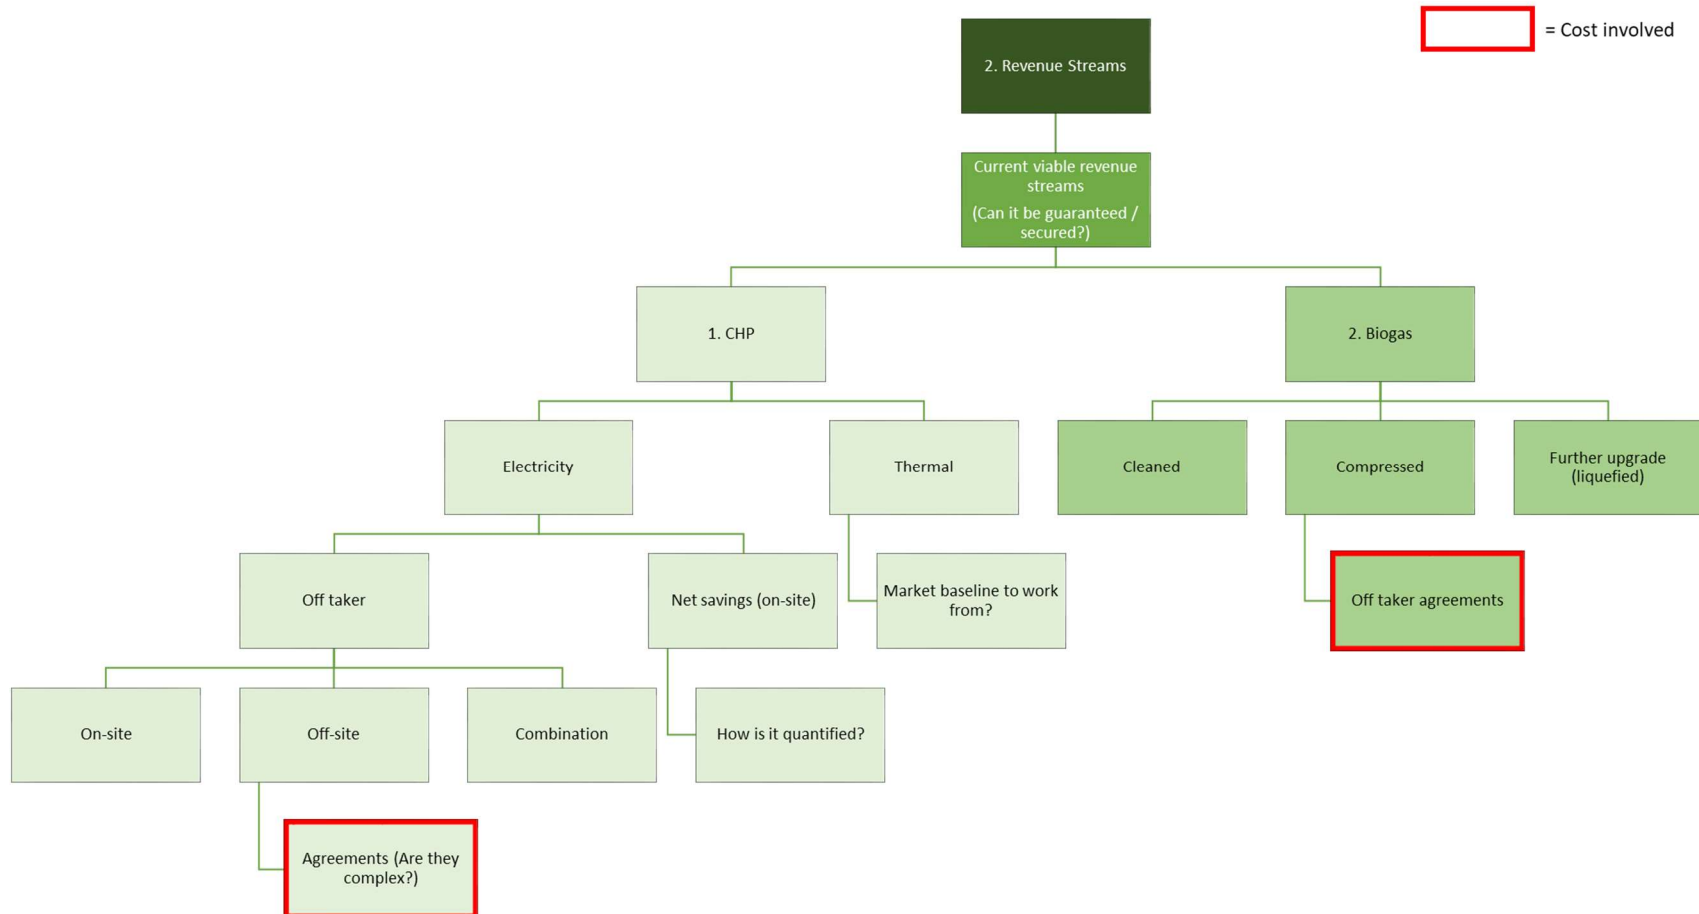 = Cost involved
2. Revenue Streams
Current viable revenue
streams
(Can it be guaranteed /
secured?)
1. CHP
2. Biogas
Electricity
Thermal
Cleaned
Compressed
Further upgrade
(liquefied)
Off taker
Net savings (on-site)
Market baseline to work
from?
Off taker agreements
On-site
Off-site
Combination
How is it quantified?
Agreements (Are they
complex?)